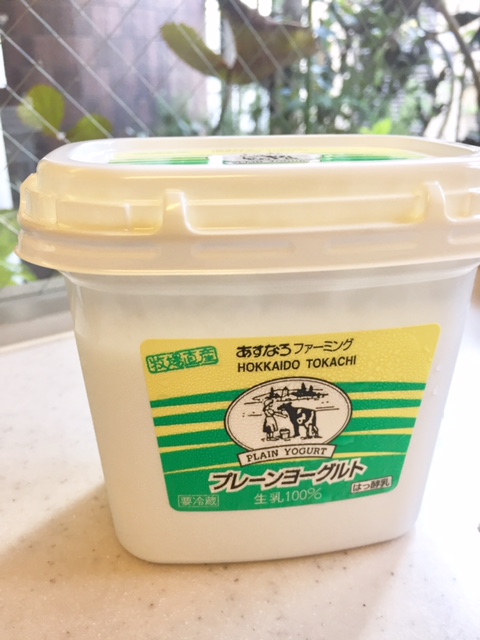 牧場直産
あすなろファーミング
HOKKAIDO TOKACHI
PLAIN YOGURT
プレーンヨーグルト
はっ酵乳
要冷蔵
生乳100%